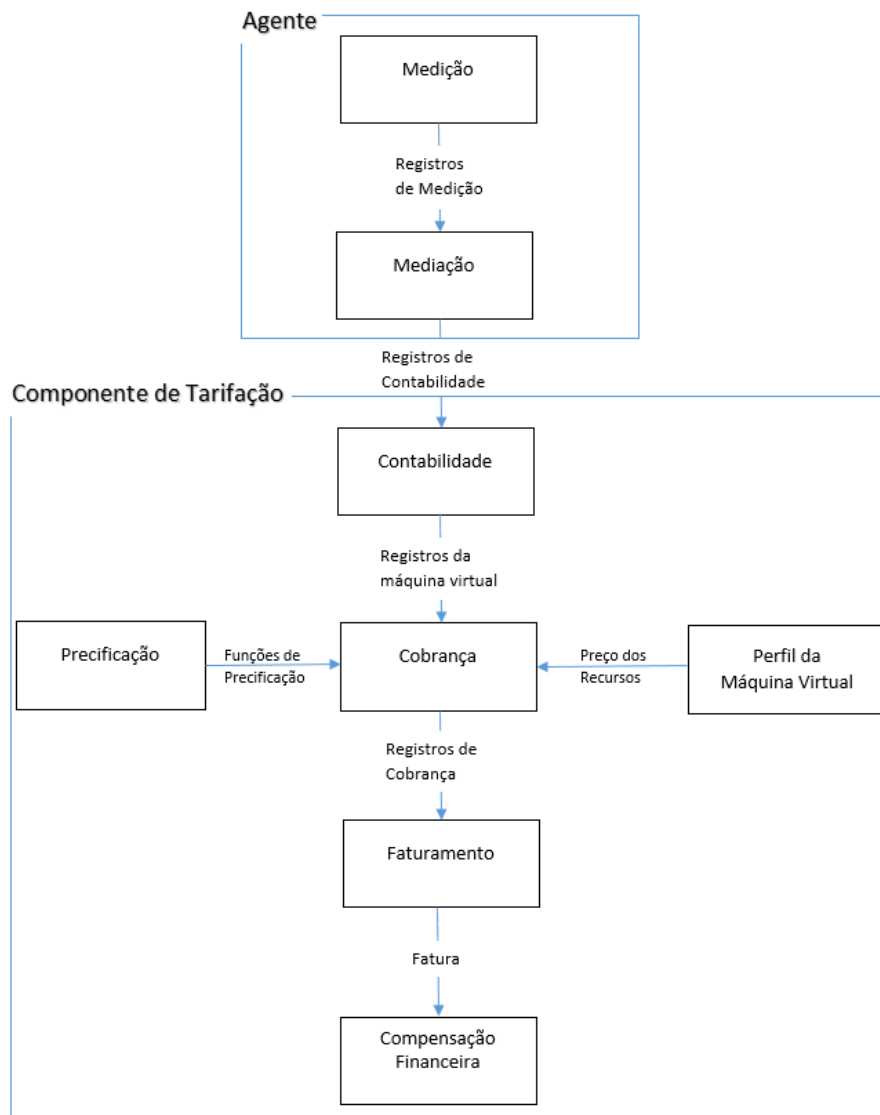 Agente
Medição
Registros
de Medição
Mediação
Registros de
Contabilidade
Componente de Tarifação
Contabilidade
Registros da
máquina virtual
Precificação
Funções de
Precificação
Cobrança
Preço dos
Recursos
Perfil da
Máquina Virtual
Registros de
Cobrança
Faturamento
Fatura
Compensação
Financeira